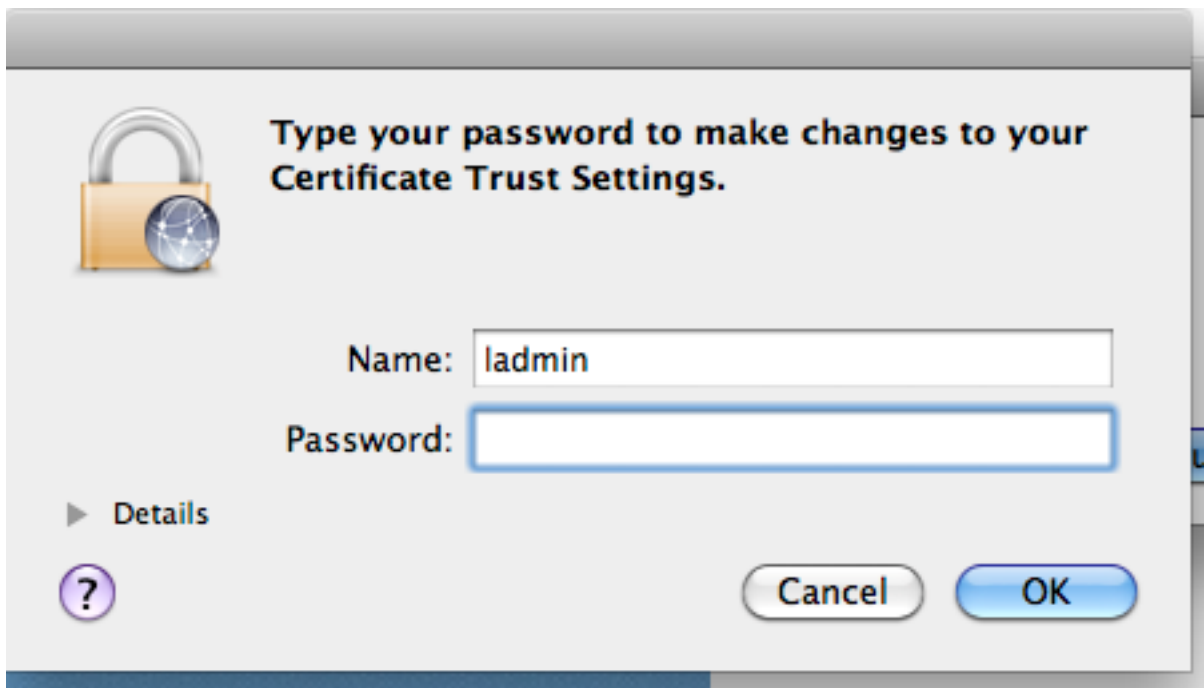 Type your password to make changes to your
Certificate Trust Settings.
Name: ladmin
Password:
Details
?
Cancel OK